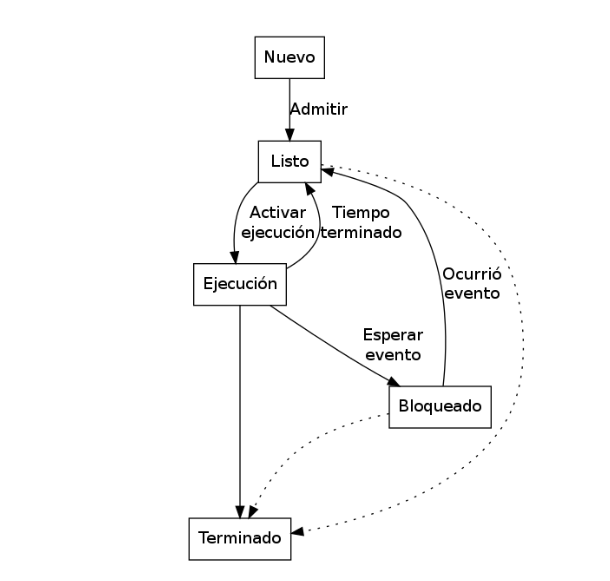 Nuevo
Admitir
Listo
Activar
ejecución
Tiempo
terminado
Ejecución
Ocurrió
evento
Esperar
evento
Bloqueado
Terminado